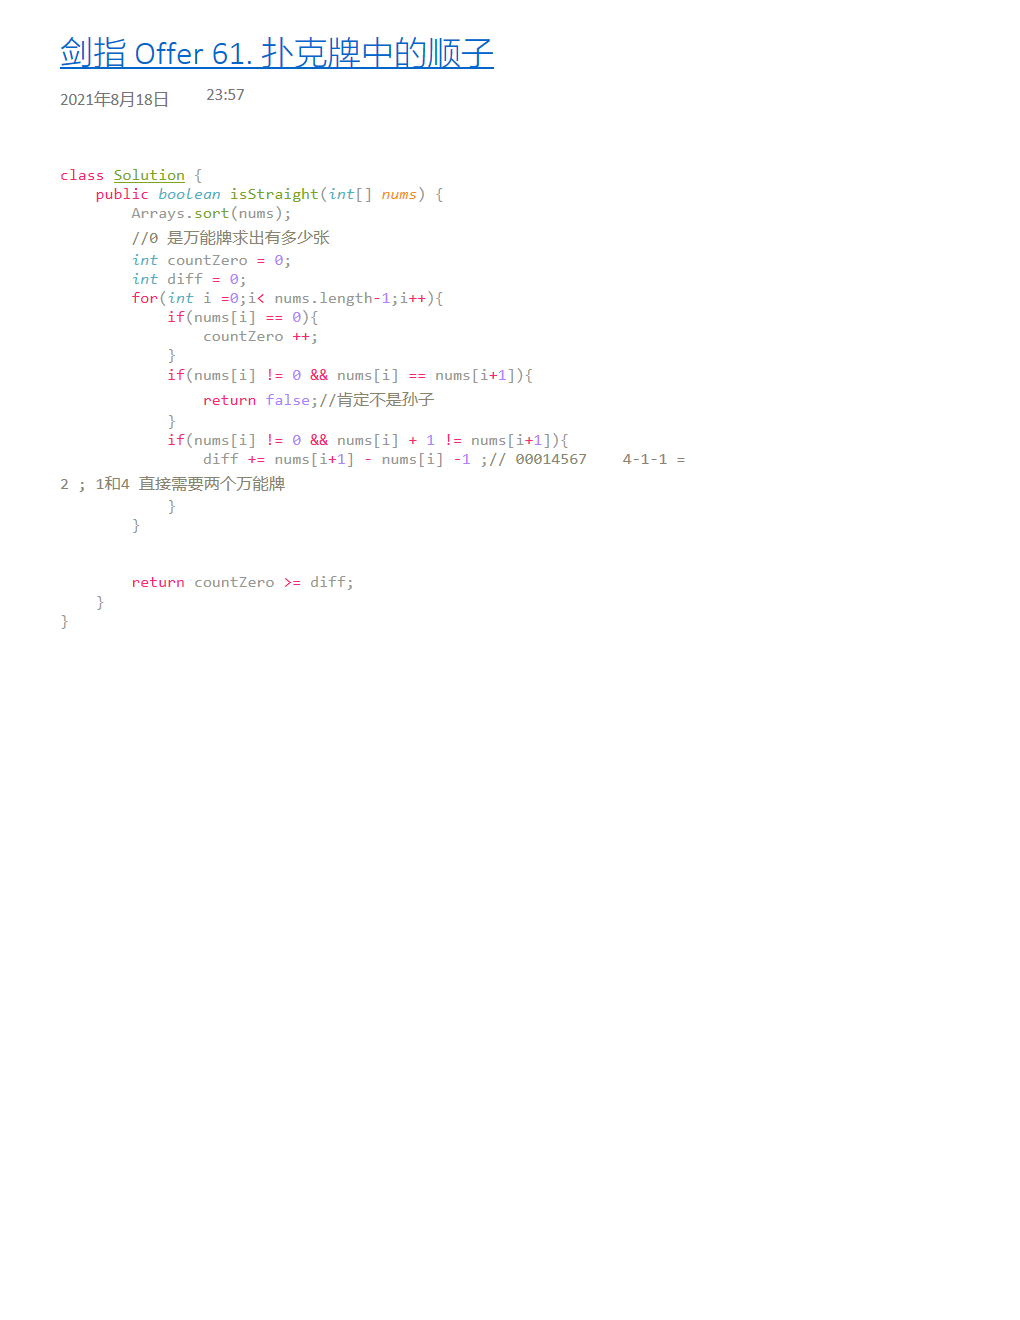 剑指 Offer 61. 扑克牌中的顺子
2021年8月18日 23:57
class Solution {
    public boolean isStraight(int[] nums) {
        Arrays.sort(nums);
        //0 是万能牌求出有多少张
        int countZero = 0;
        int diff = 0;
        for(int i =0;i< nums.length-1;i++){
            if(nums[i] == 0){
                countZero ++;
            }
            if(nums[i] != 0 && nums[i] == nums[i+1]){
                return false;//肯定不是孙子
            }
            if(nums[i] != 0 && nums[i] + 1 != nums[i+1]){
                diff += nums[i+1] - nums[i] -1 ;// 00014567    4-1-1 =
2 ; 1和4 直接需要两个万能牌
            }
        }
        return countZero >= diff;
    }
}